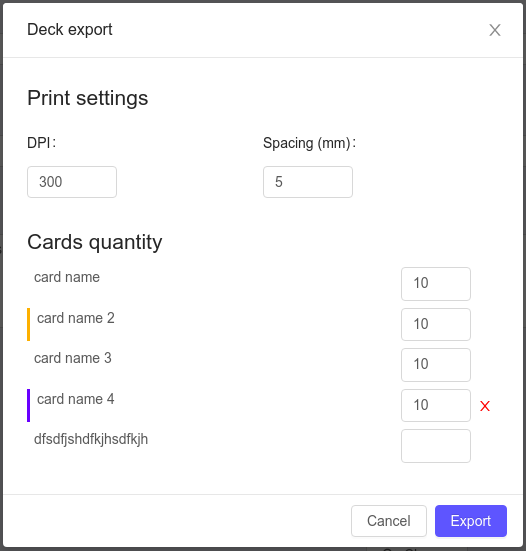 Deck export
Print settings
DPI: Spacing (mm):
300 5
Cards quantity
card name 10
card name 2 10
card name 3 10
card name 4 10 X
dfsdfjshdfkjhsdfkjh
Cancel Export